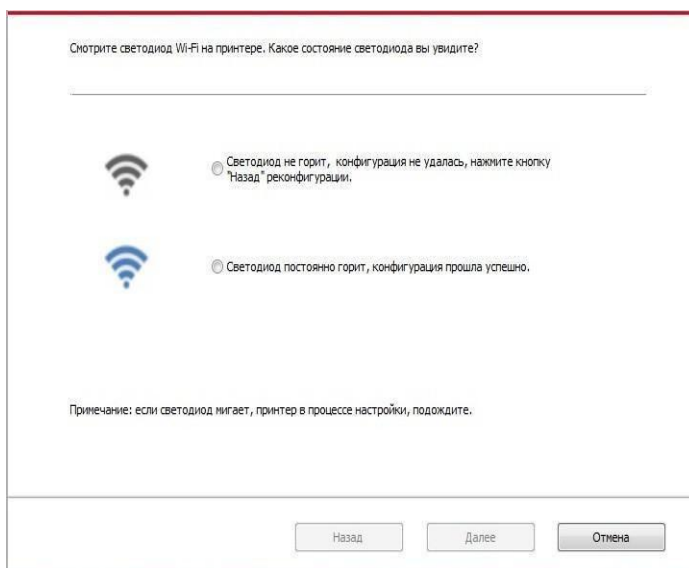 Смотрите светодиод Wi-Fi на принтере. Какое состояние светодиода вы увидите?
Светодиод не горит, конфигурация не удалась, нажмите кнопку
"Назад" реконфигурации.
Светодиод постоянно горит, конфигурация прошла успешно.
Примечание: если светодиод мигает, принтер в процессе настройки, подождите.
Назад
Далее
Отмена